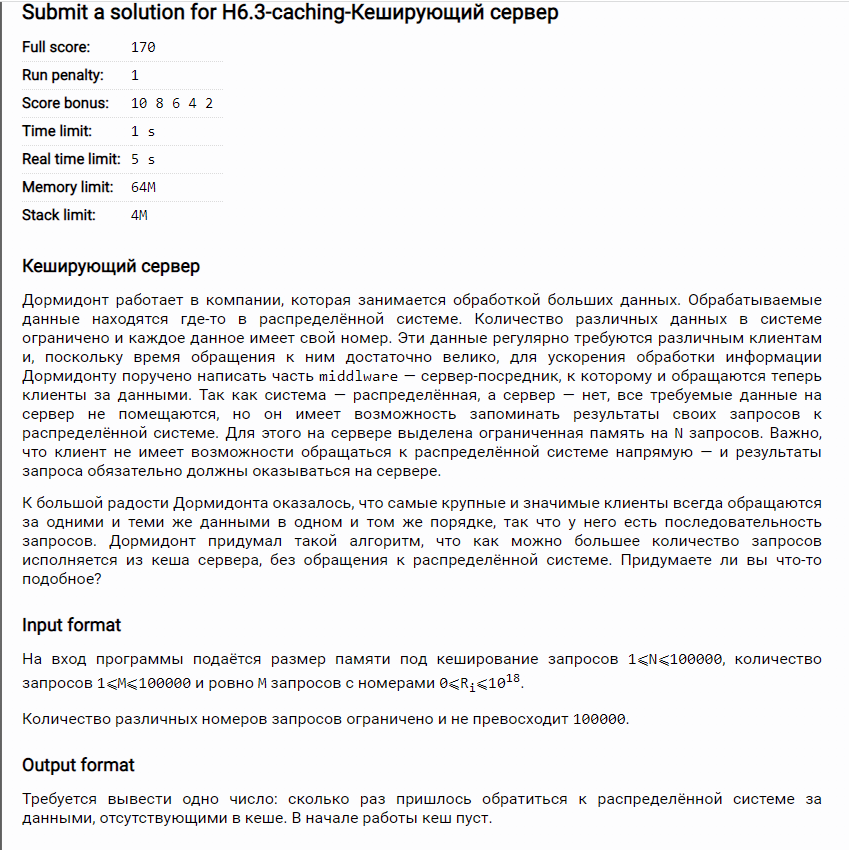 Submit a solution for H6.3-caching-Кеширующий сервер
Full score: 170
Run penalty: 1
Score bonus: 10 8 6 4 2
Time limit: 1 s
Real time limit: 5 s
Memory limit: 64M
Stack limit: 4M
Кеширующий сервер
Дормидонт работает в компании, которая занимается обработкой больших данных. Обрабатываемые
данные находятся где-то в распределённой системе. Количество различных данных в системе
ограничено и каждое данное имеет свой номер. Эти данные регулярно требуются различным клиентам
и, поскольку время обращения к ним достаточно велико, для ускорения обработки информации
Дормидонту поручено написать часть middlware — сервер-посредник, к которому и обращаются теперь
клиенты за данными. Так как система — распределённая, а сервер — нет, все требуемые данные на
сервер не помещаются, но он имеет возможность запоминать результаты своих запросов к
распределённой системе. Для этого на сервере выделена ограниченная память на N запросов. Важно,
что клиент не имеет возможности обращаться к распределённой системе напрямую — и результаты
запроса обязательно должны оказываться на сервере.
К большой радости Дормидонта оказалось, что самые крупные и значимые клиенты всегда обращаются
за одними и теми же данными в одном и том же порядке, так что у него есть последовательность
запросов. Дормидонт придумал такой алгоритм, что как можно большее количество запросов
исполняется из кеша сервера, без обращения к распределённой системе. Придумаете ли вы что-то
подобное?
Input format
На вход программы подаётся размер памяти под кеширование запросов 1⩽N⩽100000, количество
запросов 1⩽M⩽100000 и ровно M запросов с номерами 0⩽Rᵢ⩽10¹⁸.
Количество различных номеров запросов ограничено и не превосходит 100000.
Output format
Требуется вывести одно число: сколько раз пришлось обратиться к распределённой системе за
данными, отсутствующими в кеше. В начале работы кеш пуст.